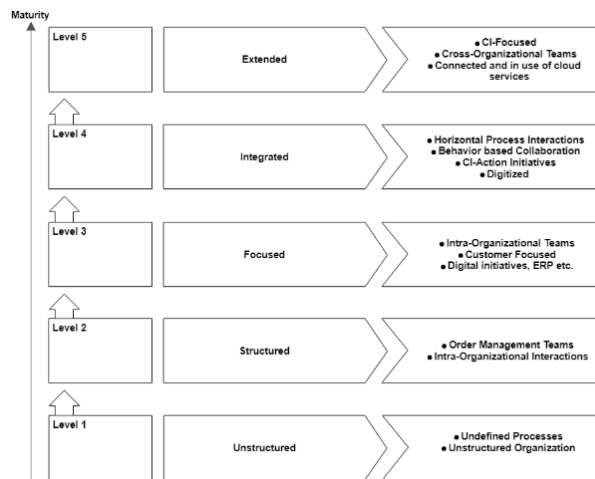 Maturity
Level 5
Extended
● CI-Focused
● Cross-Organizational Teams
● Connected and in use of cloud
services
Level 4
Integrated
● Horizontal Process Interactions
● Behavior based Collaboration
● CI-Action Initiatives
● Digitized
Level 3
Focused
● Intra-Organizational Teams
● Customer Focused
● Digital initiatives, ERP etc.
Level 2
Structured
● Order Management Teams
● Intra-Organizational Interactions
Level 1
Unstructured
● Undefined Processes
● Unstructured Organization